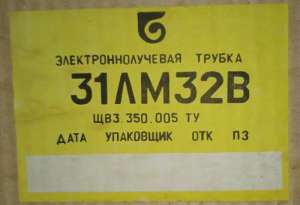 ЭЛЕКТРОННОЛУЧЕВАЯ ТРУБКА
31ЛМ32В
ЩВ3.350.005 ТУ
ДАТА УПАКОВЩИК ОТК ПЗ